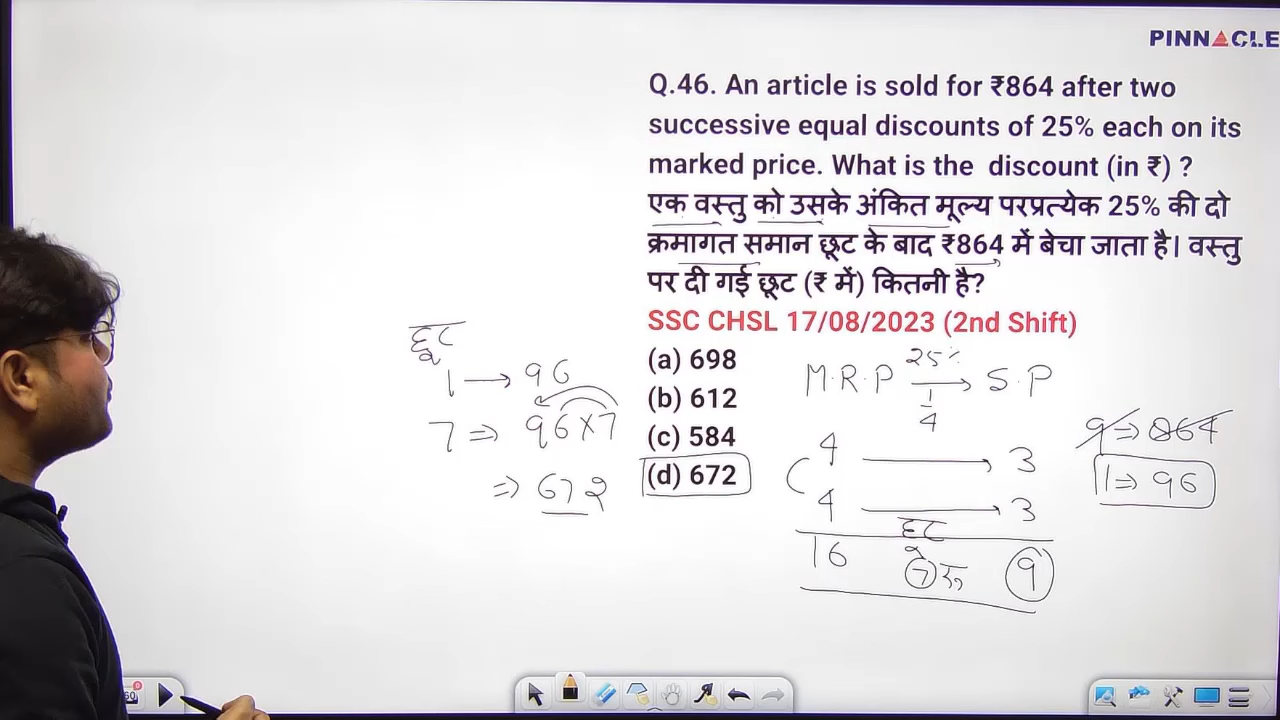 PINNACLE
Q.46. An article is sold for ₹864 after two
successive equal discounts of 25% each on its
marked price. What is the discount (in ₹) ?
एक वस्तु को उसके अंकित मूल्य परप्रत्येक 25% की दो
क्रमागत समान छूट के बाद ₹864 में बेचा जाता है। वस्तु
पर दी गई छूट (₹ में) कितनी है?
SSC CHSL 17/08/2023 (2nd Shift)
(a) 698
(b) 612
(c) 584
(d) 672
छूट
1 → 96
7 ⇒ 96×7
⇒ 672
M.R.P 25% S.P
1/4
4 → 3
4 → 3
छूट
16 7 रु 9
9 ⇒ 864
1 ⇒ 96